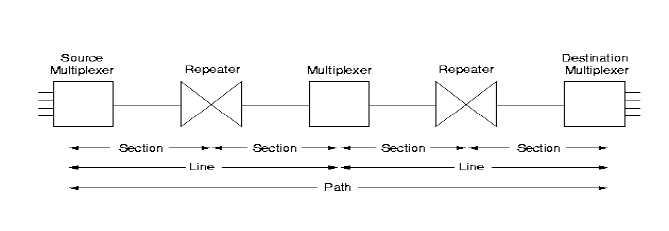 Source
Multiplexer
Repeater
Multiplexer
Repeater
Destination
Multiplexer
Section
Section
Section
Section
Line
Line
Path